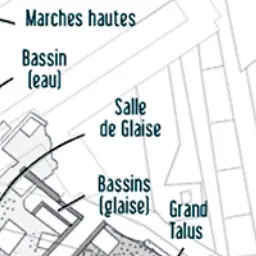 Marches hautes
Bassin
(eau)
Salle
de Glaise
Bassins
(glaise)
Grand
Talus